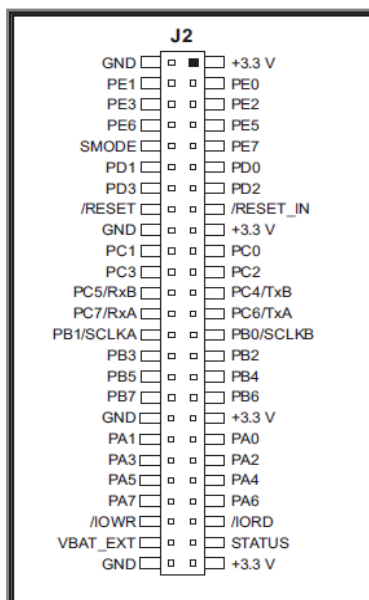 J2
GND +3.3 V
PE1 PE0
PE3 PE2
PE6 PE5
SMODE PE7
PD1 PD0
PD3 PD2
/RESET /RESET_IN
GND +3.3 V
PC1 PC0
PC3 PC2
PC5/RxB PC4/TxB
PC7/RxA PC6/TxA
PB1/SCLKA PB0/SCLKB
PB3 PB2
PB5 PB4
PB7 PB6
GND +3.3 V
PA1 PA0
PA3 PA2
PA5 PA4
PA7 PA6
/IOWR /IORD
VBAT_EXT STATUS
GND +3.3 V